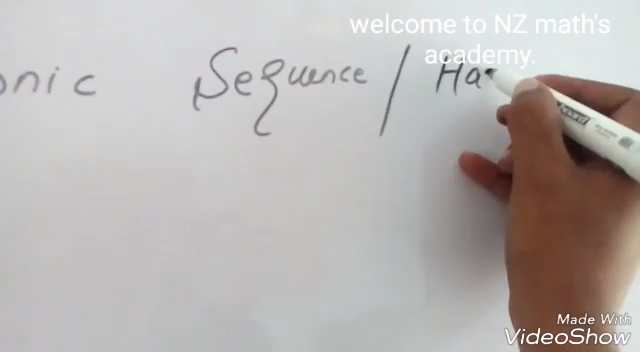 welcome to NZ math's
academy.
onic Sequence / Ha
Made With
VideoShow